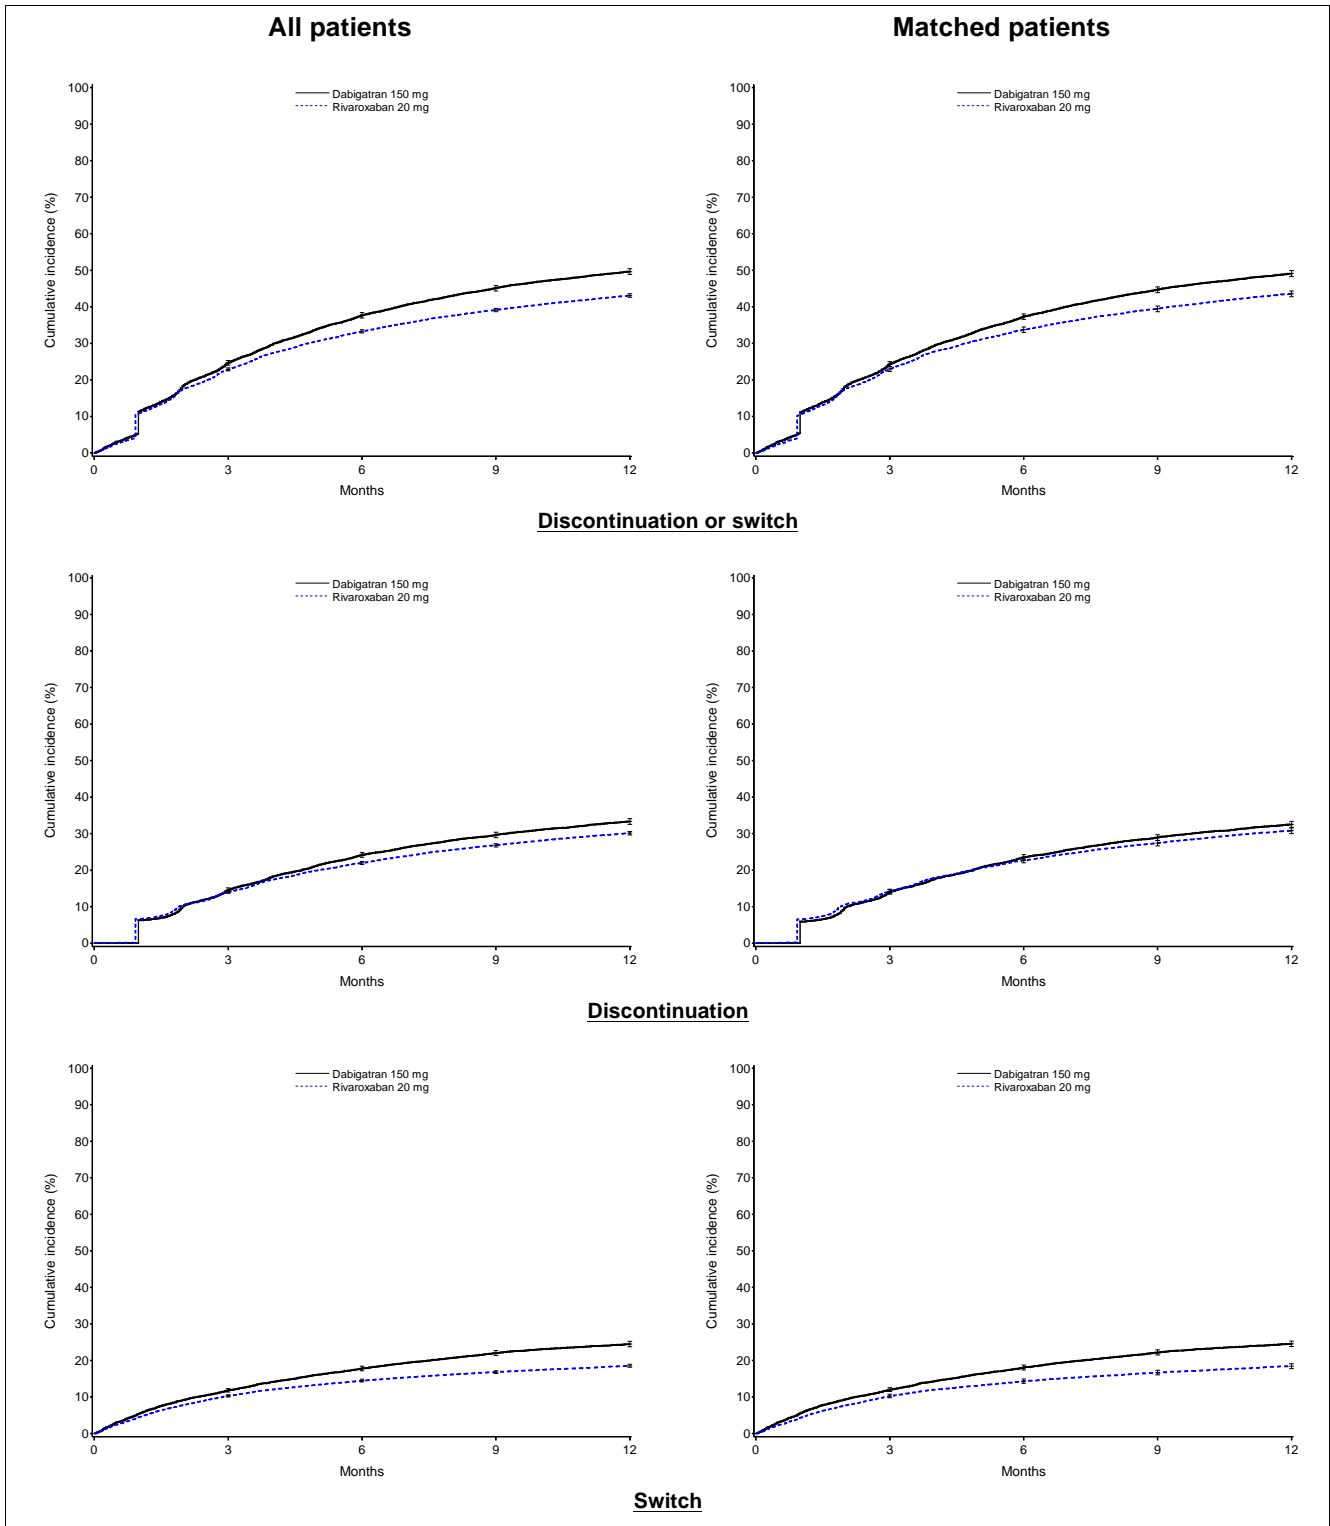 All patients
Matched patients
Dabigatran 150 mg
Rivaroxaban 20 mg
Cumulative incidence (%)
100
90
80
70
60
50
40
30
20
10
0
0 3 6 9 12
Months
Dabigatran 150 mg
Rivaroxaban 20 mg
Cumulative incidence (%)
100
90
80
70
60
50
40
30
20
10
0
0 3 6 9 12
Months
Discontinuation or switch
Dabigatran 150 mg
Rivaroxaban 20 mg
Cumulative incidence (%)
100
90
80
70
60
50
40
30
20
10
0
0 3 6 9 12
Months
Dabigatran 150 mg
Rivaroxaban 20 mg
Cumulative incidence (%)
100
90
80
70
60
50
40
30
20
10
0
0 3 6 9 12
Months
Discontinuation
Dabigatran 150 mg
Rivaroxaban 20 mg
Cumulative incidence (%)
100
90
80
70
60
50
40
30
20
10
0
0 3 6 9 12
Months
Dabigatran 150 mg
Rivaroxaban 20 mg
Cumulative incidence (%)
100
90
80
70
60
50
40
30
20
10
0
0 3 6 9 12
Months
Switch